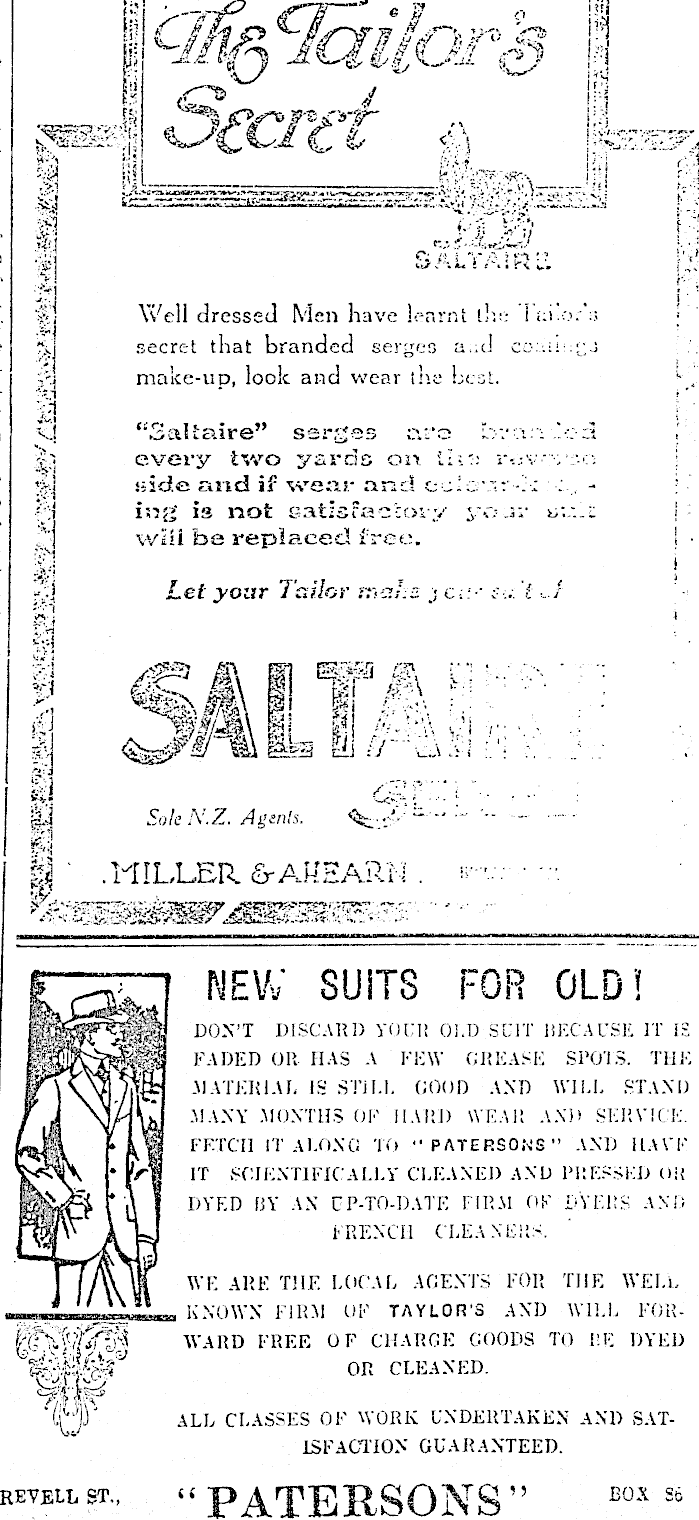 The Tailor's
Secret
SALTAIRE
Well dressed Men have learnt the Tailor's
secret that branded serges and coatings
make-up, look and wear the best.
"Saltaire" serges are branded
every two yards on the reverse
side and if wear and
ing is not satisfactory your suit
will be replaced free.
Let your Tailor make your suit of
SALTAIRE
Sole N.Z. Agents.
MILLER & AHEARN
NEW SUITS FOR OLD!
DON'T DISCARD YOUR OLD SUIT BECAUSE IT IS
FADED OR HAS A FEW GREASE SPOTS. THE
MATERIAL IS STILL GOOD AND WILL STAND
MANY MONTHS OF HARD WEAR AND SERVICE.
FETCH IT ALONG TO "PATERSONS" AND HAVE
IT SCIENTIFICALLY CLEANED AND PRESSED OR
DYED BY AN UP-TO-DATE FIRM OF DYERS AND
FRENCH CLEANERS.
WE ARE THE LOCAL AGENTS FOR THE WELL
KNOWN FIRM OF TAYLOR'S AND WILL FOR-
WARD FREE OF CHARGE GOODS TO BE DYED
OR CLEANED.
ALL CLASSES OF WORK UNDERTAKEN AND SAT-
ISFACTION GUARANTEED.
REVELL ST., "PATERSONS" BOX 86